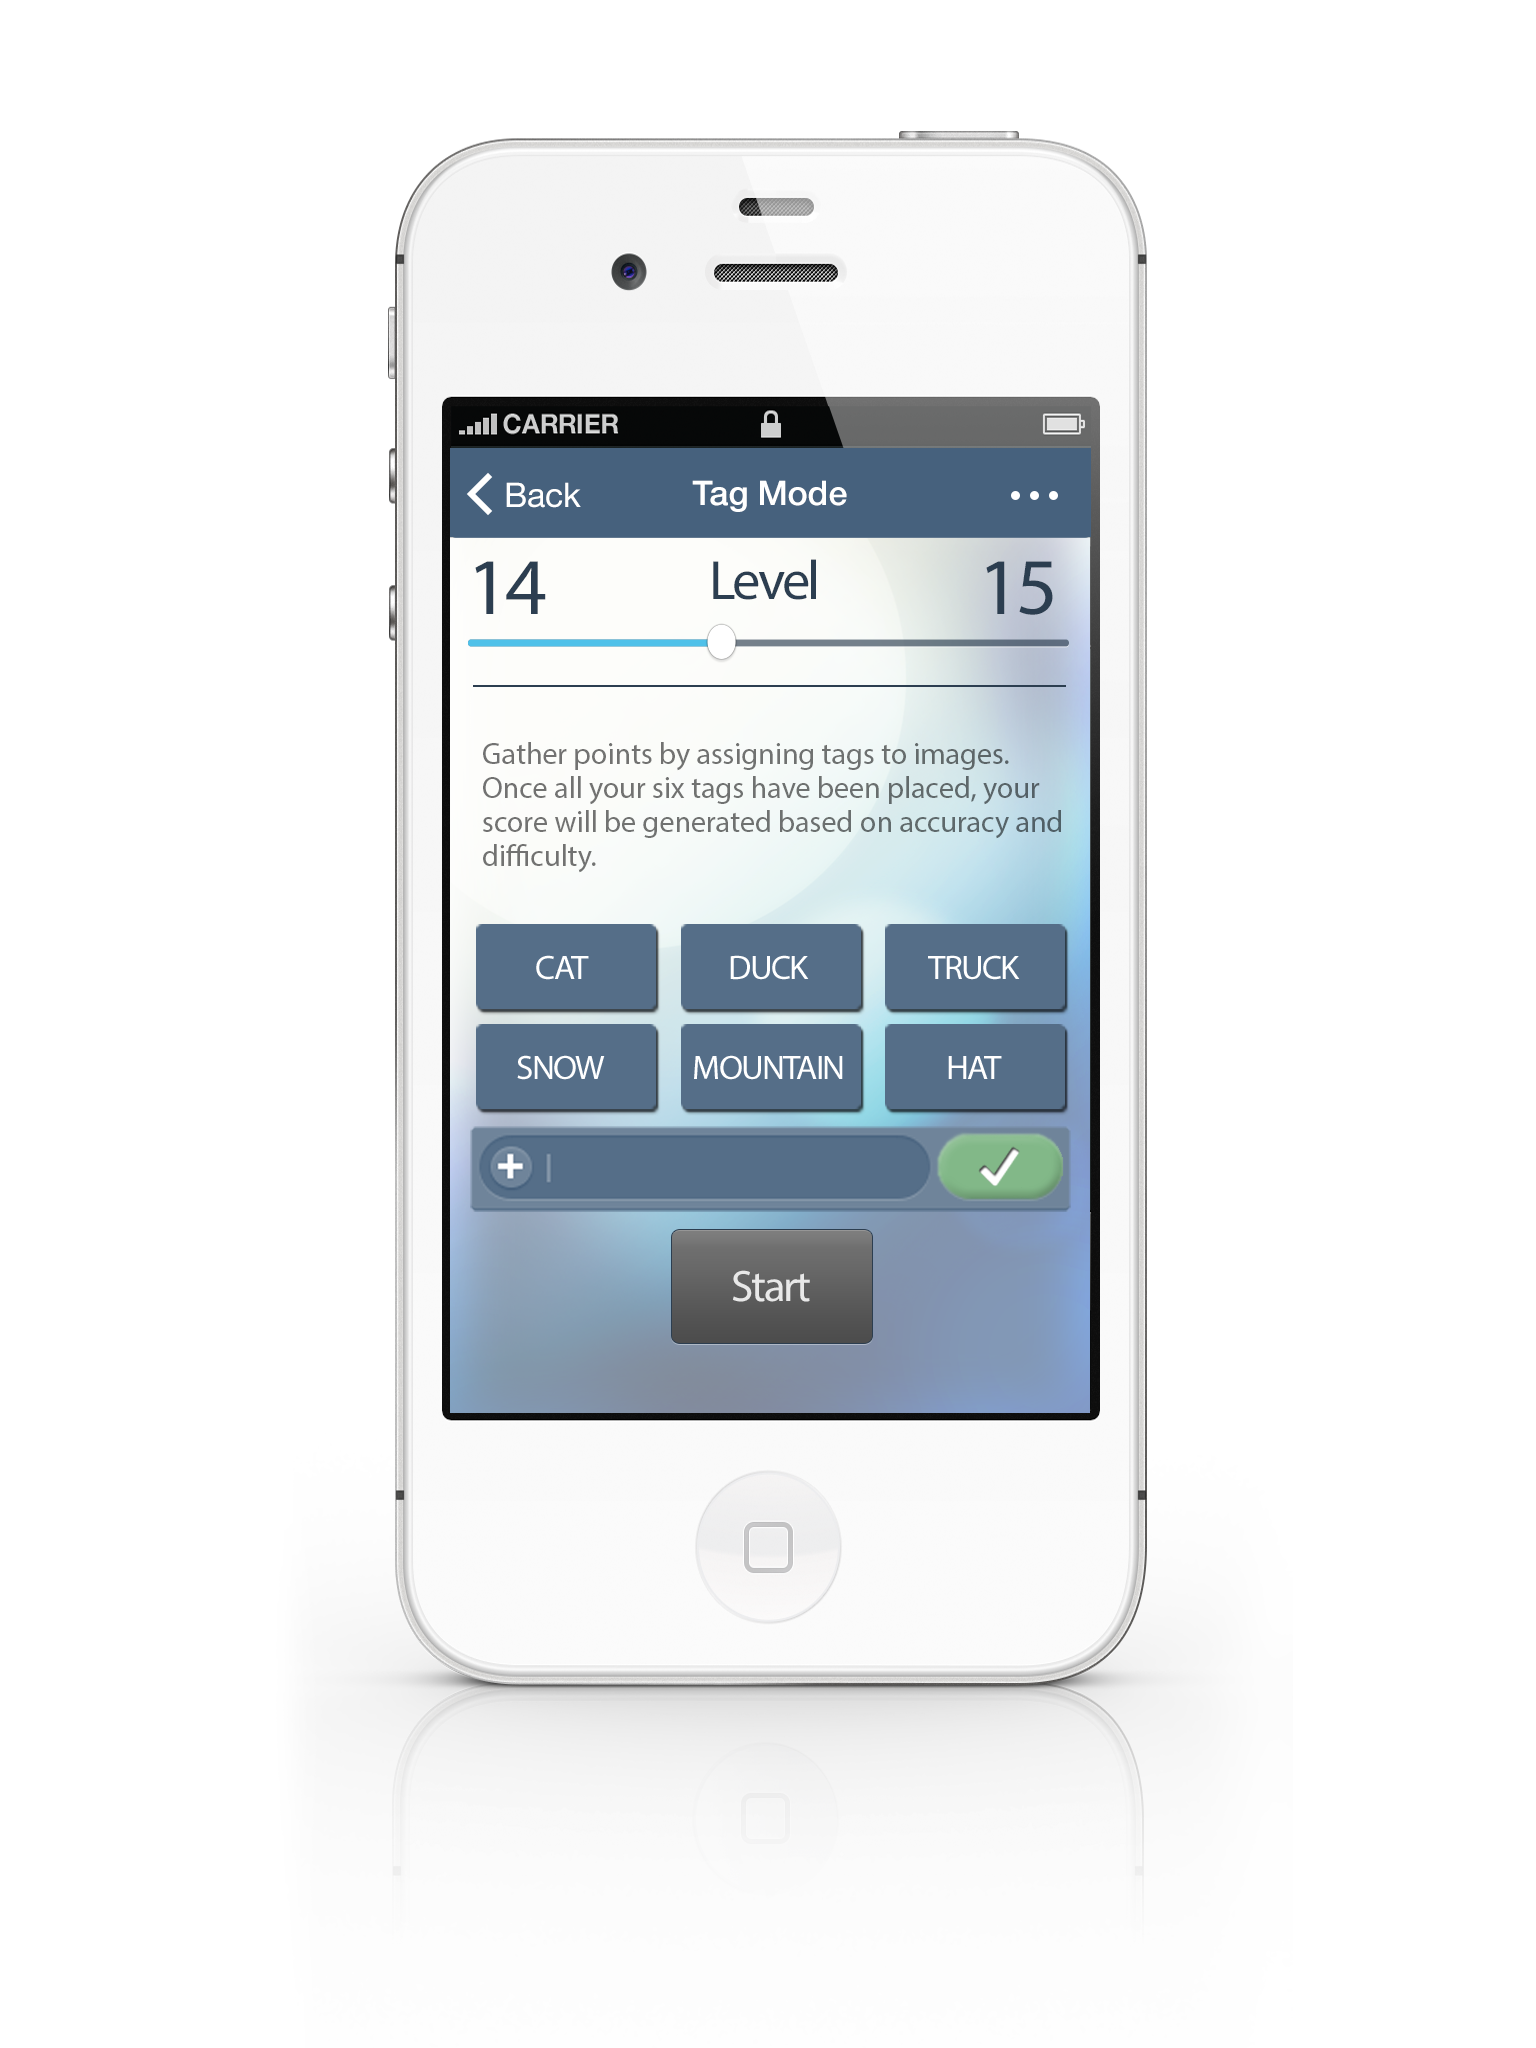 CARRIER
Back Tag Mode
14 Level 15
Gather points by assigning tags to images.
Once all your six tags have been placed, your
score will be generated based on accuracy and
difficulty.
CAT DUCK TRUCK
SNOW MOUNTAIN HAT
Start